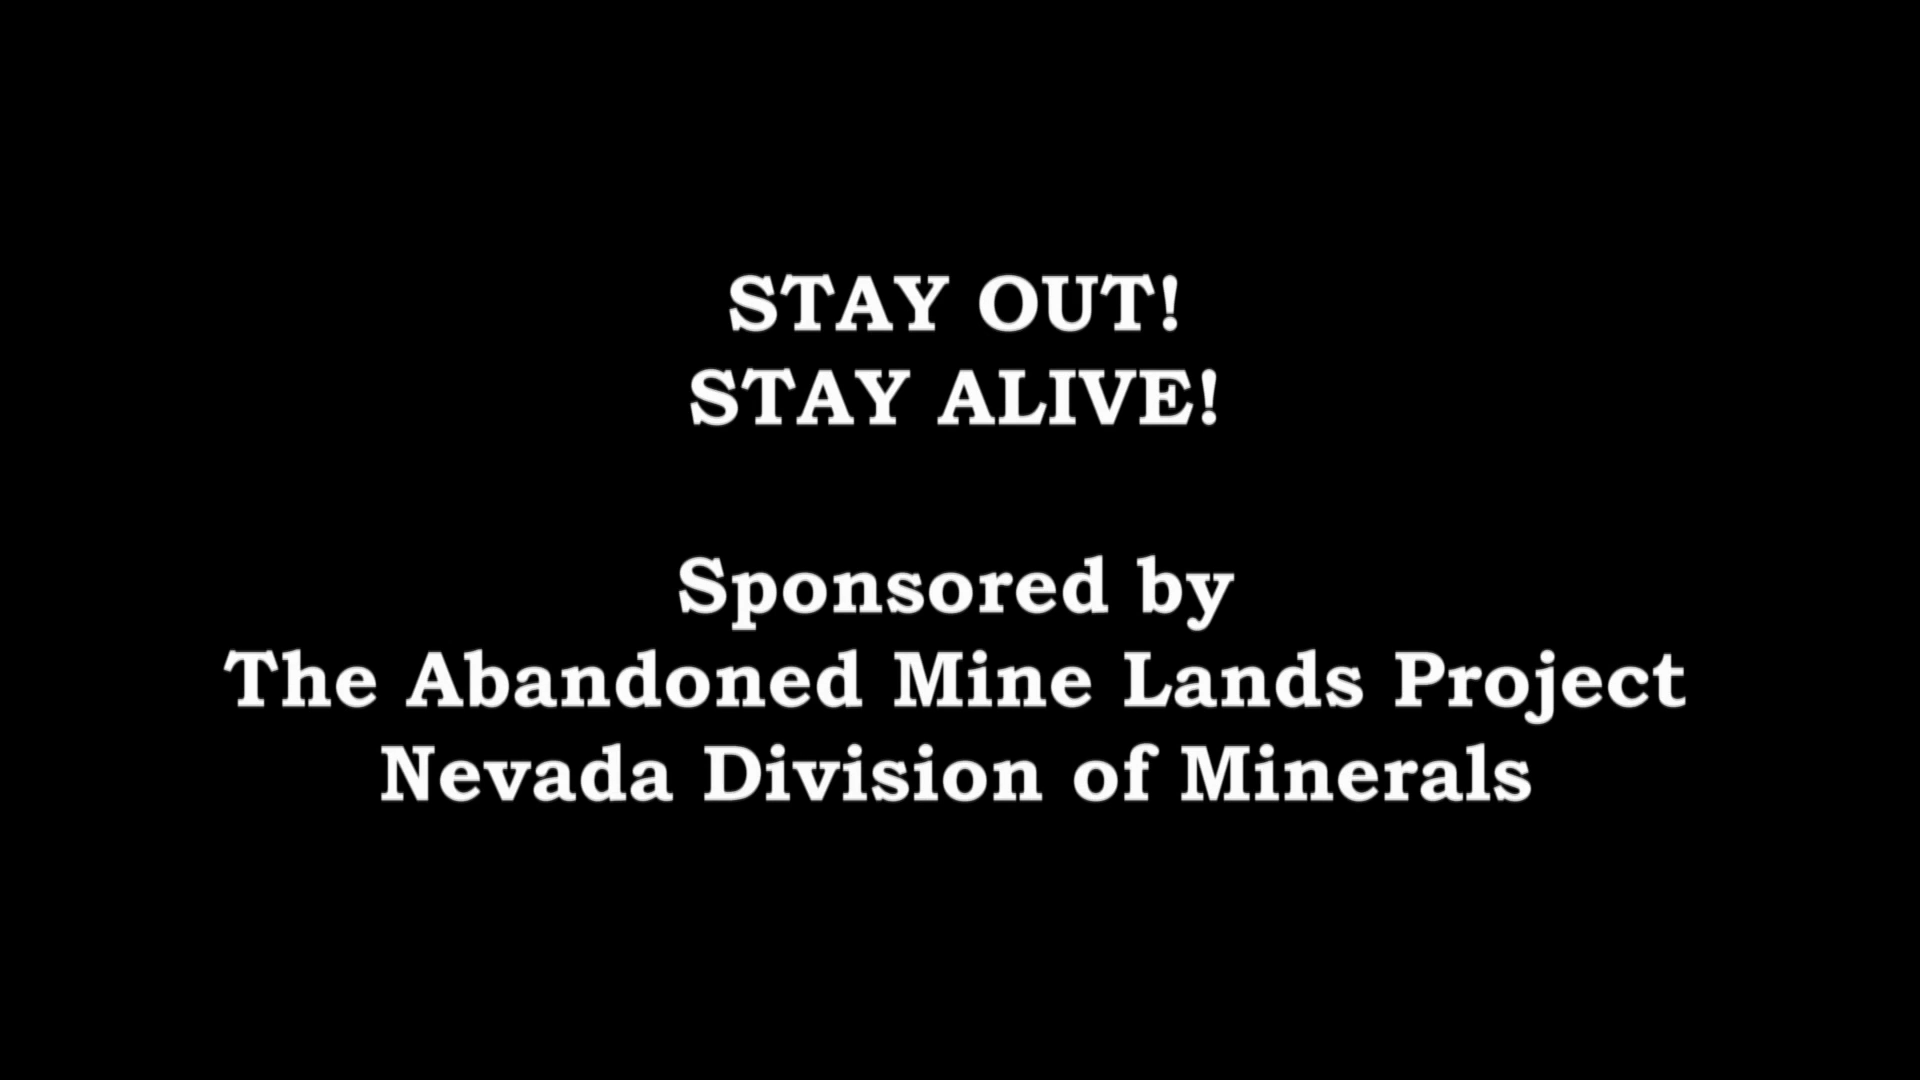 STAY OUT!
STAY ALIVE!
Sponsored by
The Abandoned Mine Lands Project
Nevada Division of Minerals